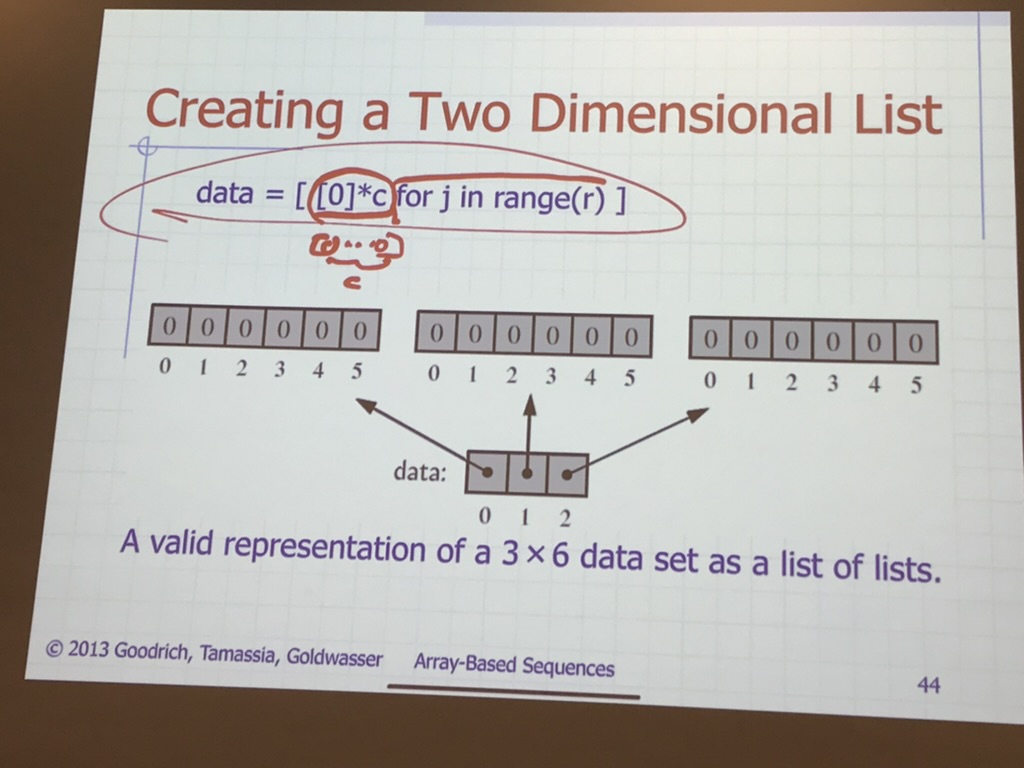 Creating a Two Dimensional List
data = [ [0]*c for j in range(r) ]
[0 .. 0]
c
0 0 0 0 0 0 0 0 0 0 0 0 0 0 0 0 0 0
0 1 2 3 4 5 0 1 2 3 4 5 0 1 2 3 4 5
data:
0 1 2
A valid representation of a 3 × 6 data set as a list of lists.
© 2013 Goodrich, Tamassia, Goldwasser Array-Based Sequences 44